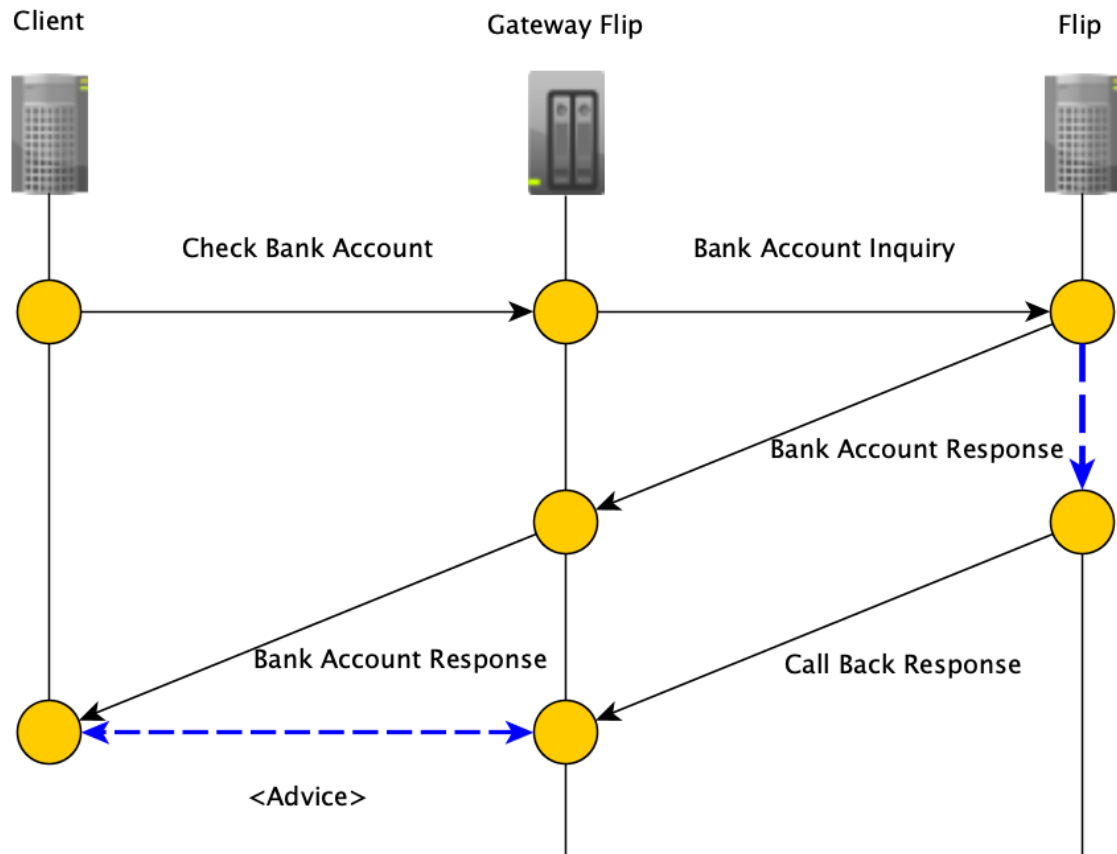 Client
Gateway Flip
Flip
Check Bank Account
Bank Account Inquiry
Bank Account Response
Bank Account Response
Call Back Response
<Advice>